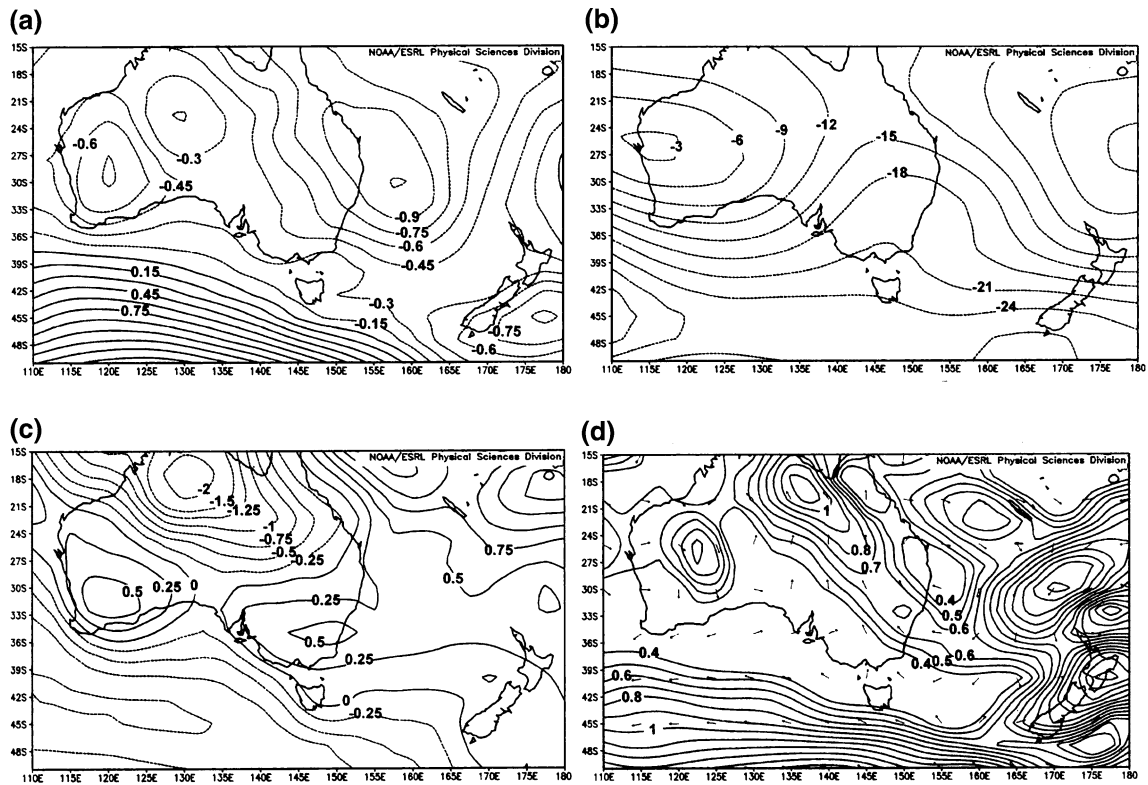 (a)
NOAA/ESRL Physical Sciences Division
15S
18S
21S
24S
27S
30S
33S
36S
39S
42S
45S
48S
-0.6
-0.3
-0.45
-0.9
-0.75
-0.6
-0.45
0.15
0.45
0.75
-0.3
-0.15
-0.75
-0.6
110E 115E 120E 125E 130E 135E 140E 145E 150E 155E 160E 165E 170E 175E 180
(b)
NOAA/ESRL Physical Sciences Division
15S
18S
21S
24S
27S
30S
33S
36S
39S
42S
45S
48S
-3
-6
-9
-12
-15
-18
-21
-24
110E 115E 120E 125E 130E 135E 140E 145E 150E 155E 160E 165E 170E 175E 180
(c)
NOAA/ESRL Physical Sciences Division
15S
18S
21S
24S
27S
30S
33S
36S
39S
42S
45S
48S
-2
-1.5
-1.25
-1
-0.75
-0.5
-0.25
0.75
0.5
0.5 0.25 0
0.25
0.5
0.25
0
-0.25
110E 115E 120E 125E 130E 135E 140E 145E 150E 155E 160E 165E 170E 175E 180
(d)
NOAA/ESRL Physical Sciences Division
15S
18S
21S
24S
27S
30S
33S
36S
39S
42S
45S
48S
1
0.8
0.7
0.4
0.5
0.6
0.4
0.4 0.5 0.6
0.6
0.8
1
110E 115E 120E 125E 130E 135E 140E 145E 150E 155E 160E 165E 170E 175E 180